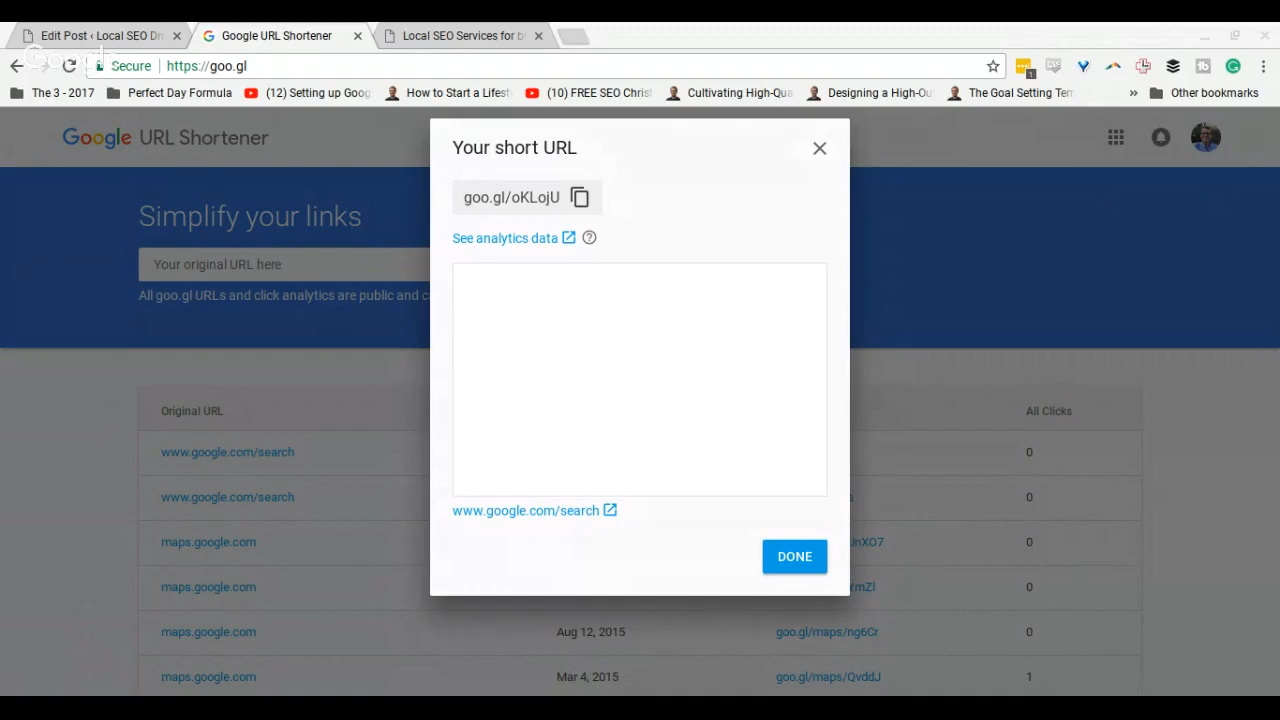 Edit Post ‹ Local SEO Dr
Google URL Shortener
Local SEO Services for b
Google
Secure
https://goo.gl
1
The 3 - 2017
Perfect Day Formula
(12) Setting up Goog
How to Start a Lifest
(10) FREE SEO Christ
Cultivating High-Qua
Designing a High-Ou
The Goal Setting Tem
»
Other bookmarks
Google URL Shortener
Your short URL
goo.gl/oKLojU
Simplify your links
See analytics data
Your original URL here
All goo.gl URLs and click analytics are public and c
Original URL
All Clicks
www.google.com/search
0
www.google.com/search
0
www.google.com/search
maps.google.com
JnXO7
0
DONE
maps.google.com
YmZl
0
maps.google.com
Aug 12, 2015
goo.gl/maps/ng6Cr
0
maps.google.com
Mar 4, 2015
goo.gl/maps/QvddJ
1